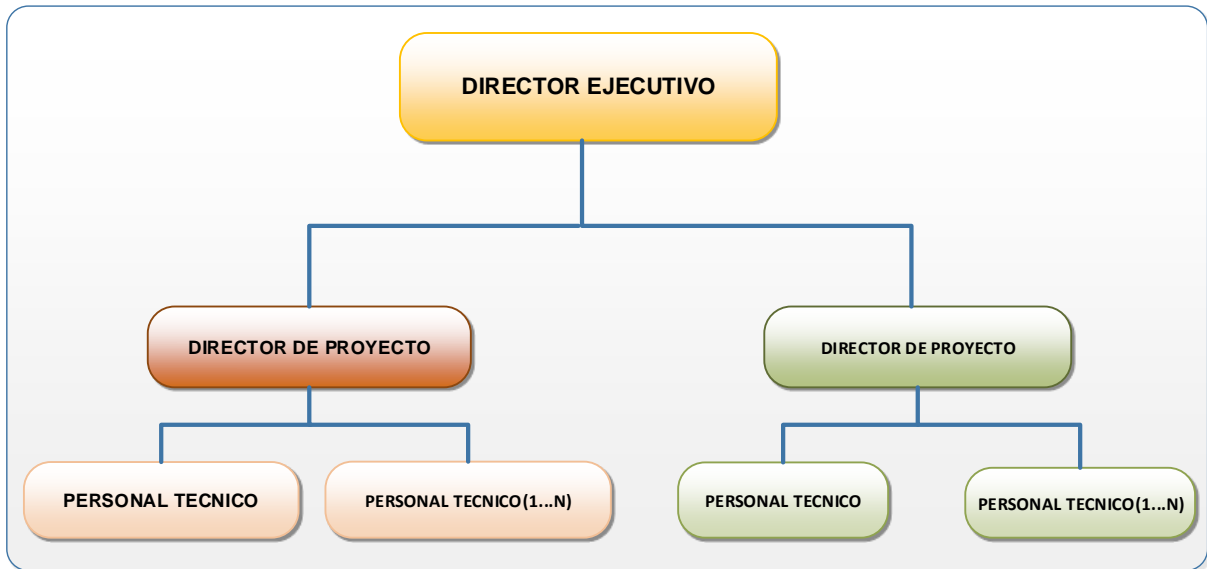 DIRECTOR EJECUTIVO
DIRECTOR DE PROYECTO
DIRECTOR DE PROYECTO
PERSONAL TECNICO
PERSONAL TECNICO(1...N)
PERSONAL TECNICO
PERSONAL TECNICO(1...N)